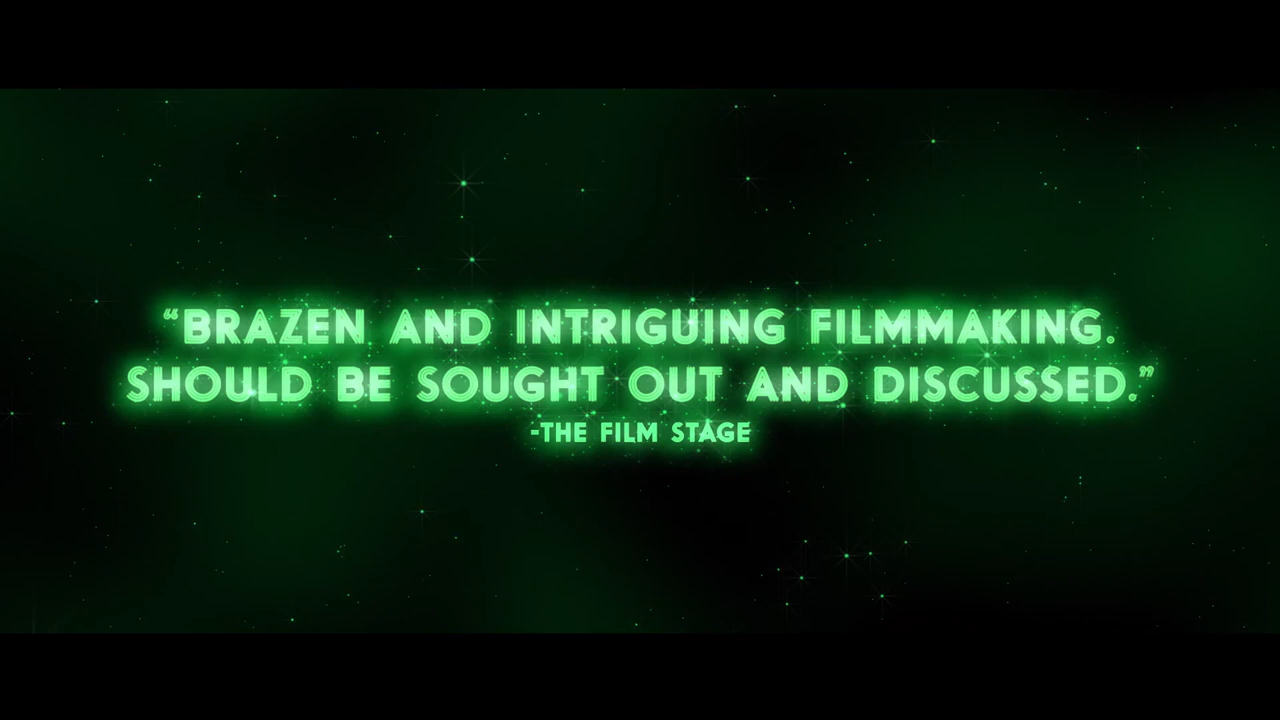 “BRAZEN AND INTRIGUING FILMMAKING.
SHOULD BE SOUGHT OUT AND DISCUSSED.”
-THE FILM STAGE